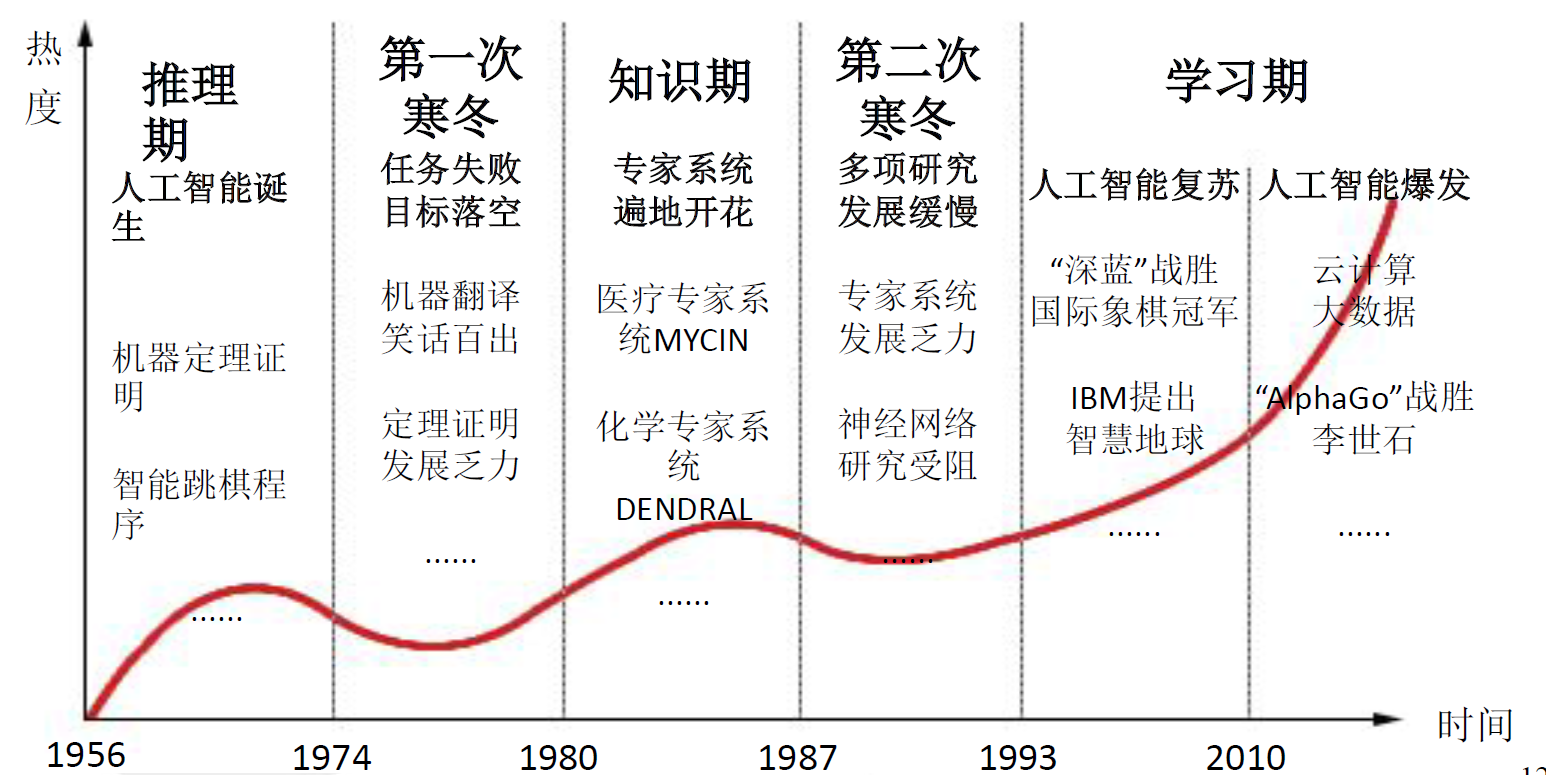 热
度
推理
期
人工智能诞
生
机器定理证
明
智能跳棋程
序
......
第一次
寒冬
任务失败
目标落空
机器翻译
笑话百出
定理证明
发展乏力
......
知识期
专家系统
遍地开花
医疗专家系
统MYCIN
化学专家系
统
DENDRAL
......
第二次
寒冬
多项研究
发展缓慢
专家系统
发展乏力
神经网络
研究受阻
......
学习期
人工智能复苏
“深蓝”战胜
国际象棋冠军
IBM提出
智慧地球
......
人工智能爆发
云计算
大数据
“AlphaGo”战胜
李世石
......
时间
1956
1974
1980
1987
1993
2010